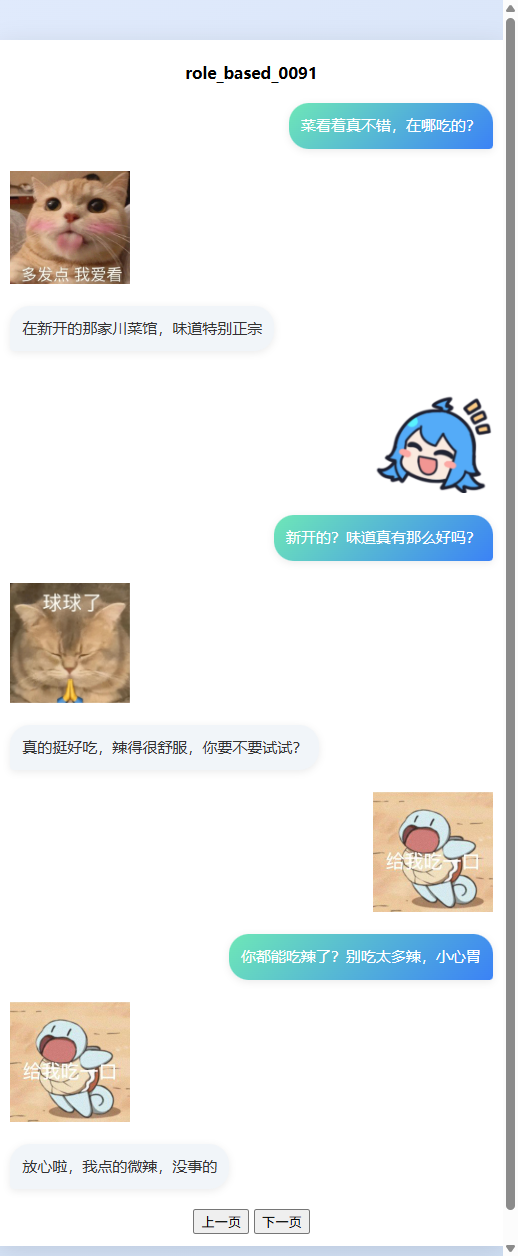 role_based_0091
菜看着真不错，在哪吃的？
多发点 我爱看
在新开的那家川菜馆，味道特别正宗
新开的？味道真有那么好吗？
球球了
真的挺好吃，辣得很舒服，你要不要试试？
给我吃一口
你都能吃辣了？别吃太多辣，小心胃
给我吃一口
放心啦，我点的微辣，没事的
上一页 下一页